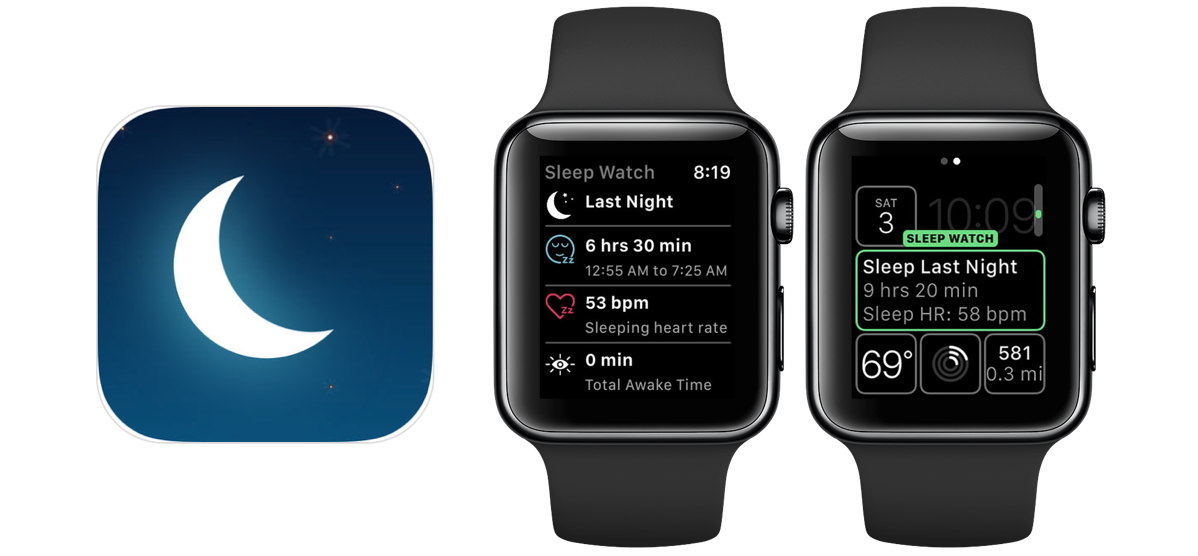 Sleep Watch 8:19
Last Night
6 hrs 30 min
12:55 AM to 7:25 AM
53 bpm
zz
zz
Sleeping heart rate
0 min
Total Awake Time
SAT
3
10:09
SLEEP WATCH
Sleep Last Night
9 hrs 20 min
Sleep HR: 58 bpm
69°
581
0.3 mi